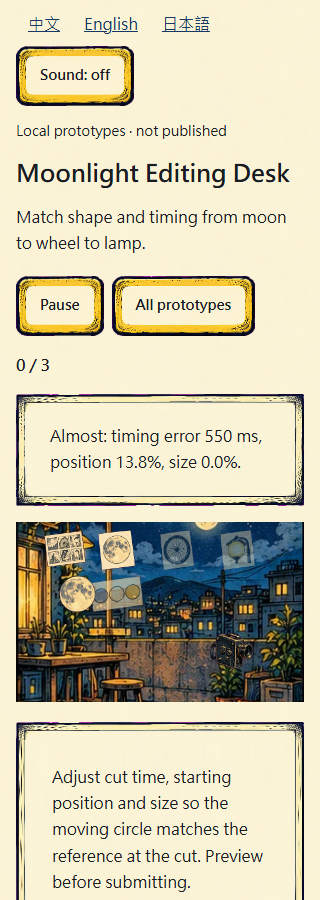 中文 English 日本語
Sound: off
Local prototypes · not published
Moonlight Editing Desk
Match shape and timing from moon
to wheel to lamp.
Pause All prototypes
0 / 3
Almost: timing error 550 ms,
position 13.8%, size 0.0%.
Adjust cut time, starting
position and size so the
moving circle matches the
reference at the cut. Preview
before submitting.